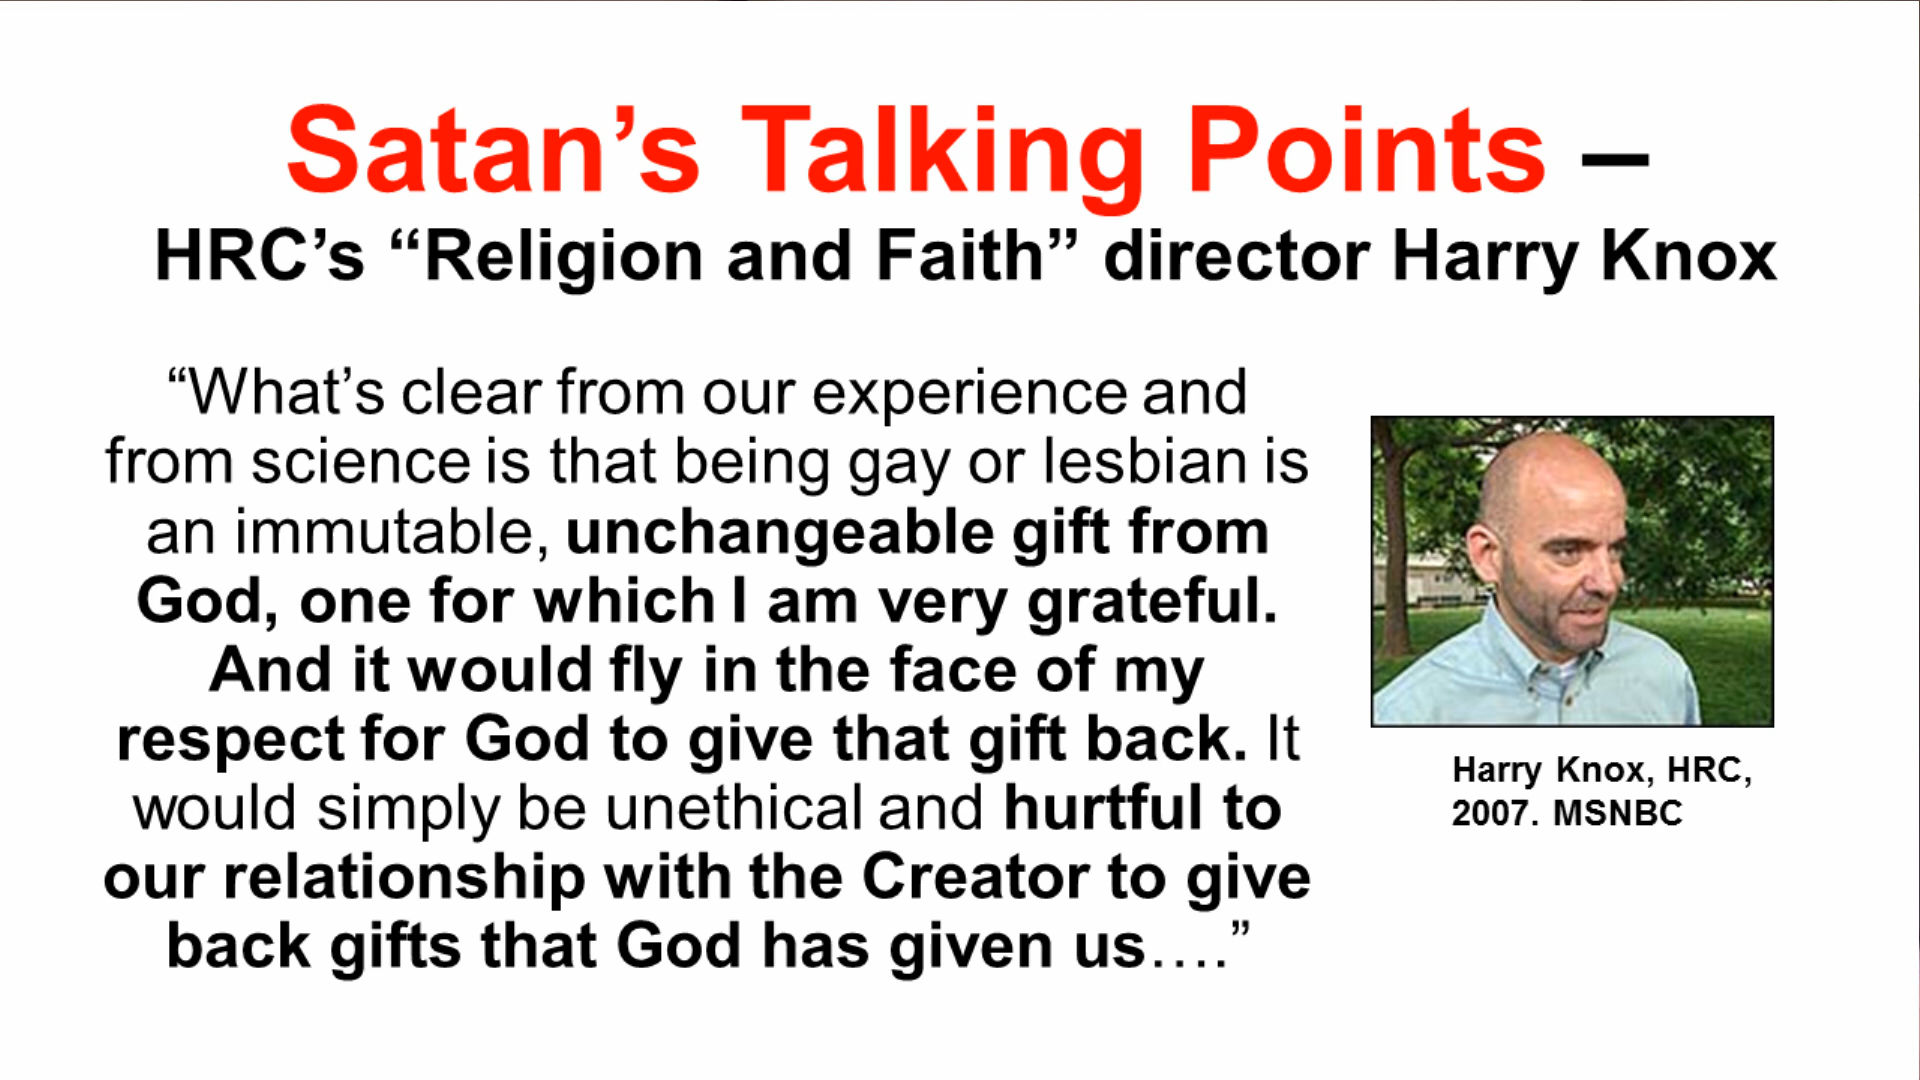 Satan’s Talking Points –
HRC’s “Religion and Faith” director Harry Knox
“What’s clear from our experience and
from science is that being gay or lesbian is
an immutable, unchangeable gift from
God, one for which I am very grateful.
And it would fly in the face of my
respect for God to give that gift back. It
would simply be unethical and hurtful to
our relationship with the Creator to give
back gifts that God has given us….”
Harry Knox, HRC,
2007. MSNBC